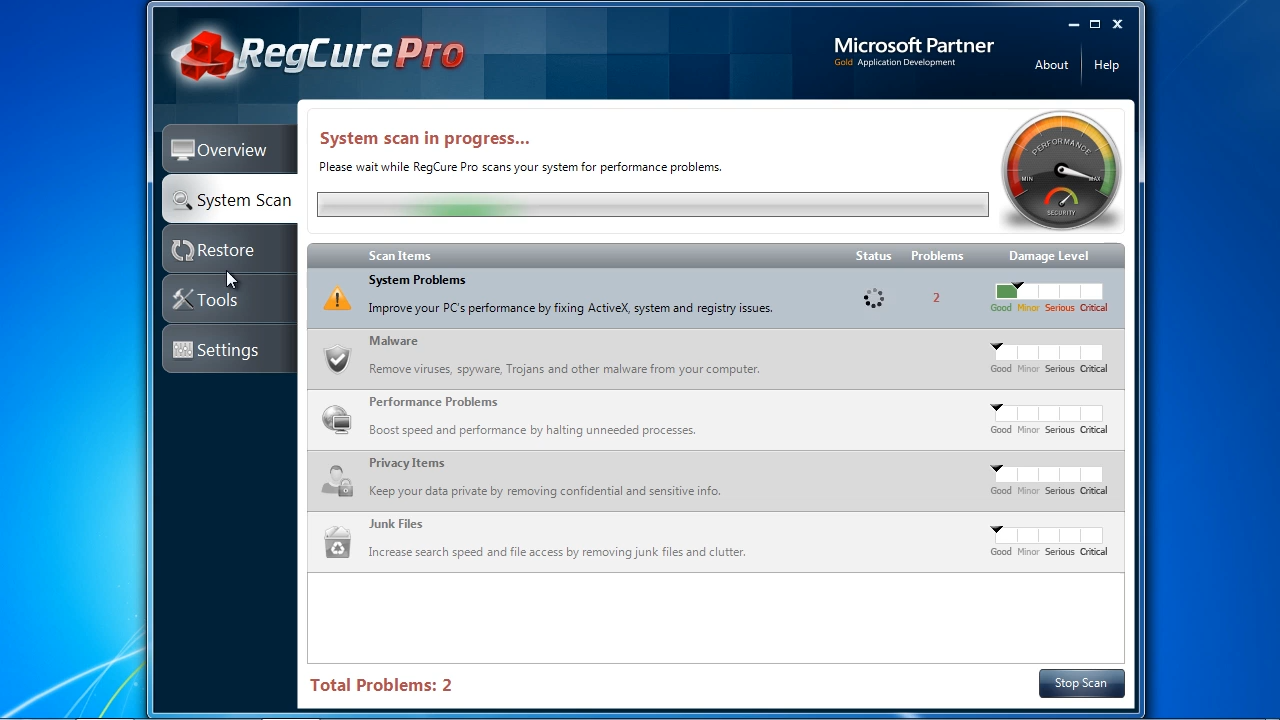 RegCure Pro
Microsoft Partner
Gold Application Development
About
Help
Overview
System Scan
Restore
Tools
Settings
System scan in progress...
Please wait while RegCure Pro scans your system for performance problems.
PERFORMANCE
MIN
MAX
SECURITY
Scan Items Status Problems Damage Level
System Problems
Improve your PC's performance by fixing ActiveX, system and registry issues.
2
Good Minor Serious Critical
Malware
Remove viruses, spyware, Trojans and other malware from your computer.
Good Minor Serious Critical
Performance Problems
Boost speed and performance by halting unneeded processes.
Good Minor Serious Critical
Privacy Items
Keep your data private by removing confidential and sensitive info.
Good Minor Serious Critical
Junk Files
Increase search speed and file access by removing junk files and clutter.
Good Minor Serious Critical
Total Problems: 2
Stop Scan